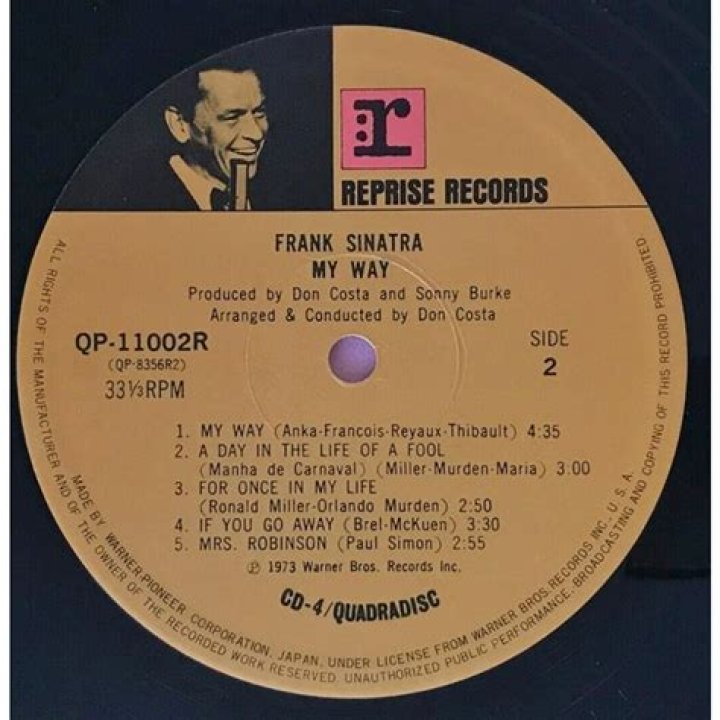 r
REPRISE RECORDS
FRANK SINATRA
MY WAY
Produced by Don Costa and Sonny Burke
Arranged & Conducted by Don Costa
QP-11002R
(QP-8356R2)
33⅓RPM
SIDE
2
1. MY WAY (Anka-Francois-Reyaux-Thibault) 4:35
2. A DAY IN THE LIFE OF A FOOL
(Manha de Carnaval) (Miller-Murden-Maria) 3:00
3. FOR ONCE IN MY LIFE
(Ronald Miller-Orlando Murden) 2:50
4. IF YOU GO AWAY (Brel-McKuen) 3:30
5. MRS. ROBINSON (Paul Simon) 2:55
℗ 1973 Warner Bros. Records Inc.
CD-4/QUADRADISC
MADE BY WARNER-PIONEER CORPORATION, JAPAN, UNDER LICENSE FROM WARNER BROS. RECORDS INC., U.S.A.
ALL RIGHTS OF THE MANUFACTURER AND OF THE OWNER OF THE RECORDED WORK RESERVED. UNAUTHORIZED PUBLIC PERFORMANCE, BROADCASTING AND COPYING OF THIS RECORD PROHIBITED.